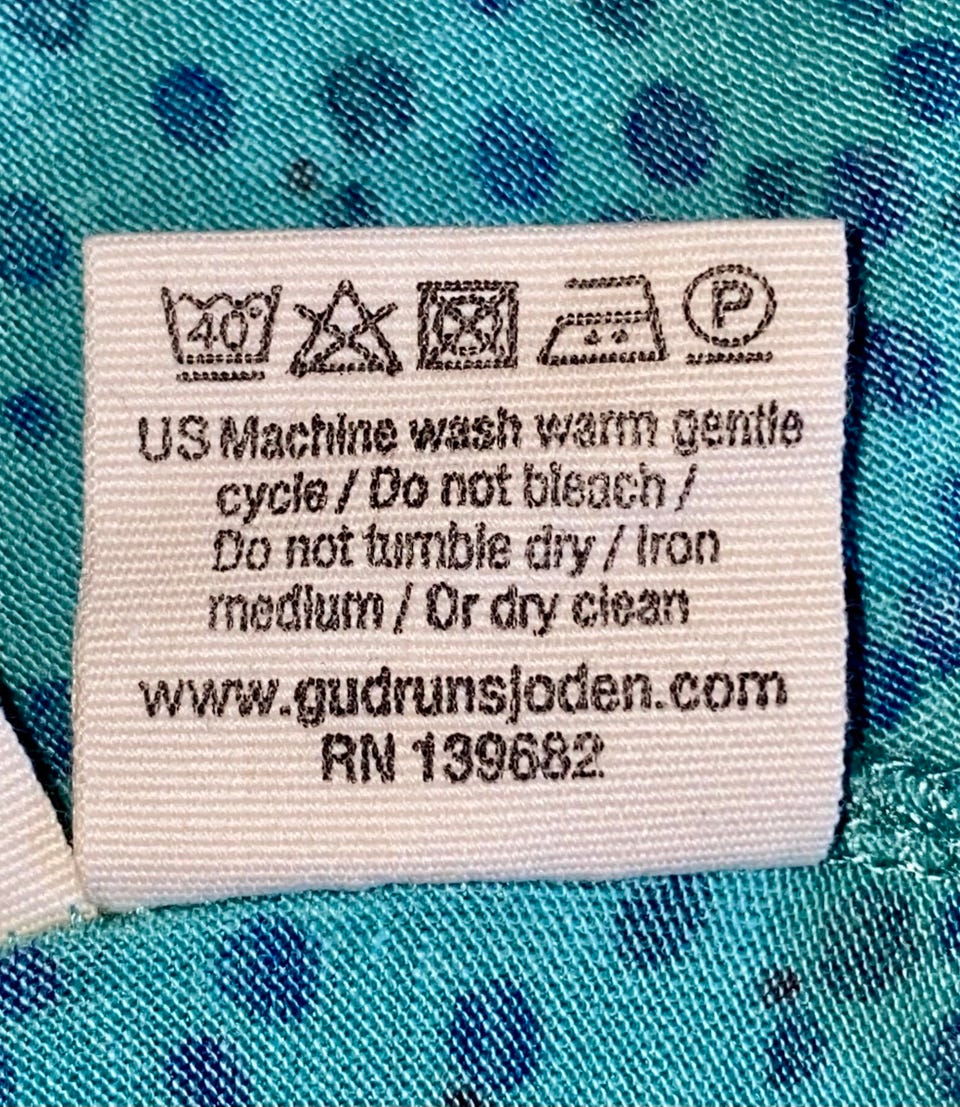 40°
P
US Machine wash warm gentle
cycle / Do not bleach /
Do not tumble dry / Iron
medium / Or dry clean
www.gudrunsjoden.com
RN 139682